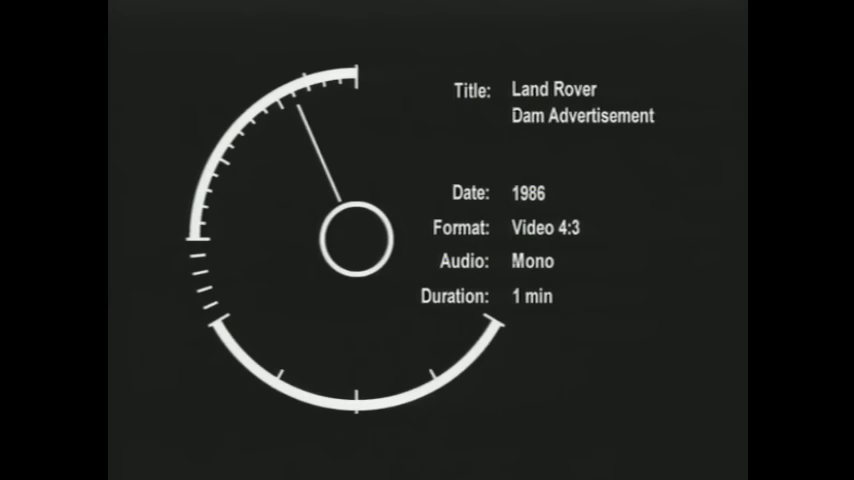 Title: Land Rover
Dam Advertisement
Date: 1986
Format: Video 4:3
Audio: Mono
Duration: 1 min